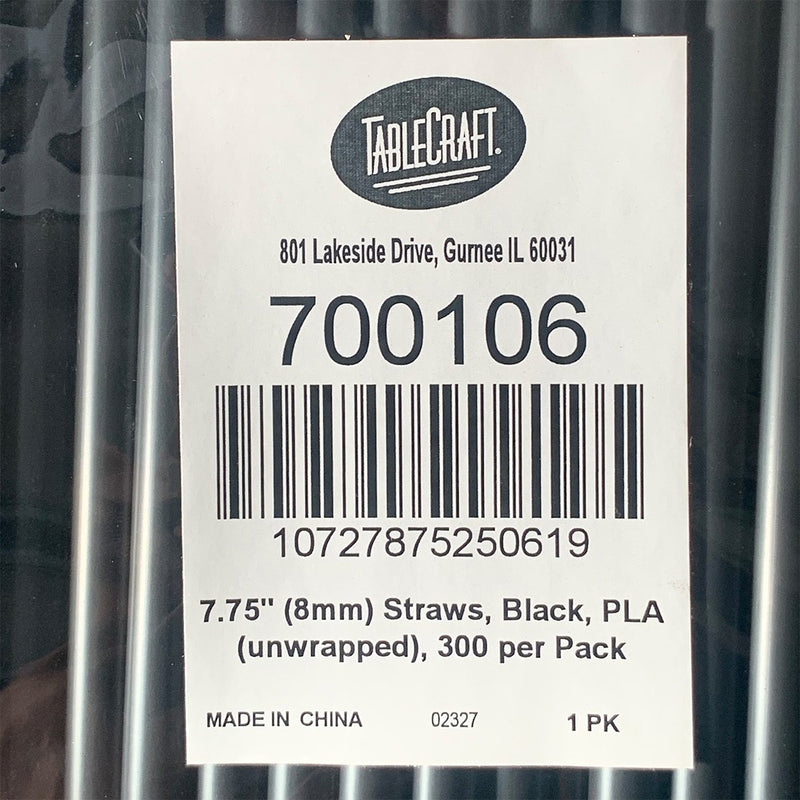 TABLECRAFT.
801 Lakeside Drive, Gurnee IL 60031
700106
10727875250619
7.75" (8mm) Straws, Black, PLA
(unwrapped), 300 per Pack
MADE IN CHINA 02327 1 PK